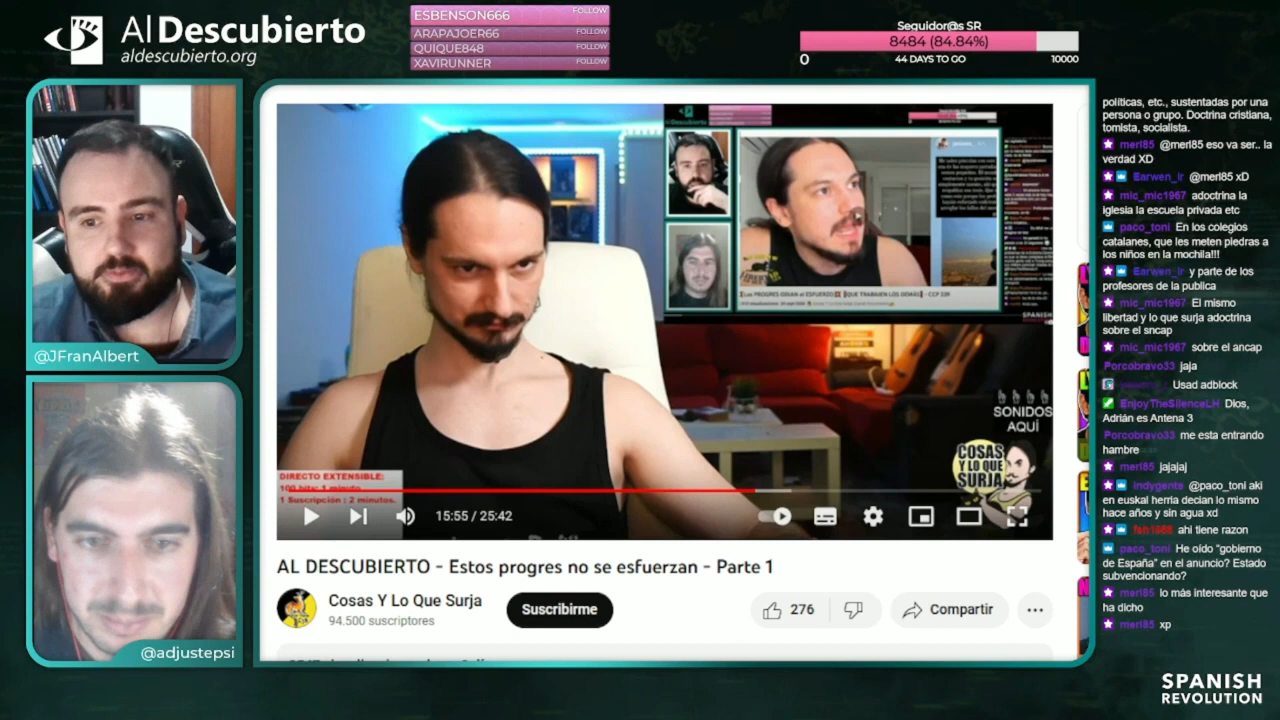 Al Descubierto
aldescubierto.org
ESBENSON666 FOLLOW
ARAPAJOER66 FOLLOW
QUIQUE848 FOLLOW
XAVIRUNNER FOLLOW
Seguidor@s SR
8484 (84.84%)
0 44 DAYS TO GO 10000
@JFranAlbert
@adjustepsi
SONIDOS
AQUÍ
COSAS
Y LO QUE
SURJA
DIRECTO EXTENSIBLE:
100 bits: 1 minuto
1 Suscripción : 2 minutos.
15:55 / 25:42
AL DESCUBIERTO - Estos progres no se esfuerzan - Parte 1
Cosas Y Lo Que Surja
94.500 suscriptores
Suscribirme
276
Compartir
políticas, etc., sustentadas por una
persona o grupo. Doctrina cristiana,
tomista, socialista.
meri85 @meri85 eso va ser.. la
verdad XD
Earwen_ir @meri85 xD
mic_mic1967 adoctrina la
iglesia la escuela privada etc
paco_toni En los colegios
catalanes, que les meten piedras a
los niños en la mochila!!!
Earwen_ir y parte de los
profesores de la publica
mic_mic1967 El mismo
libertad y lo que surja adoctrina
sobre el sncap
mic_mic1967 sobre el ancap
Porcobravo33 jaja
Usad adblock
EnjoyTheSilenceLH Dios,
Adrián es Antena 3
Porcobravo33 me esta entrando
hambre
meri85 jajajaj
indygente @paco_toni aki
en euskal herria decian lo mismo
hace años y sin agua xd
fan1988 ahi tiene razon
paco_toni He oído "gobierno
de España" en el anuncio? Estado
subvencionando?
meri85 lo más interesante que
ha dicho
meri85 xp
SPANISH
REVOLUTION